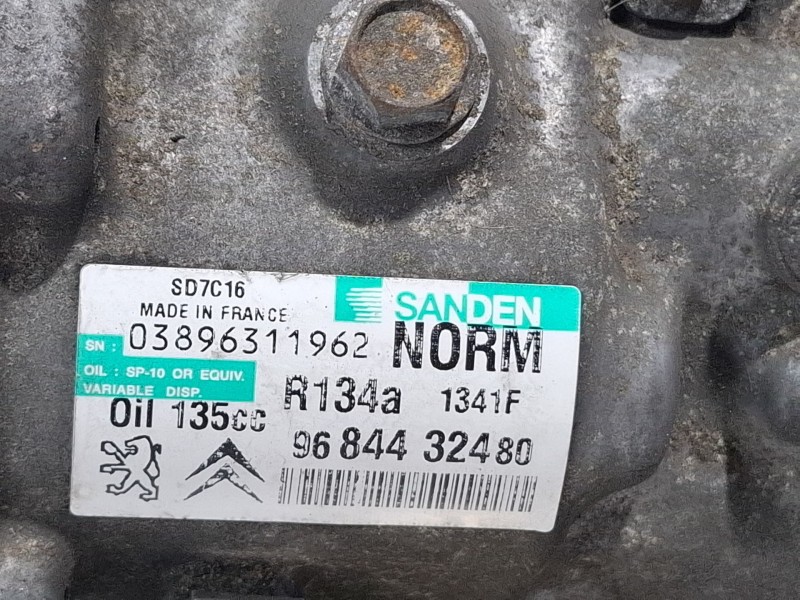 SD7C16
MADE IN FRANCE
SANDEN
SN: 03896311962 NORM
OIL : SP-10 OR EQUIV.
VARIABLE DISP.
R134a 1341F
Oil 135cc
96 844 324 80